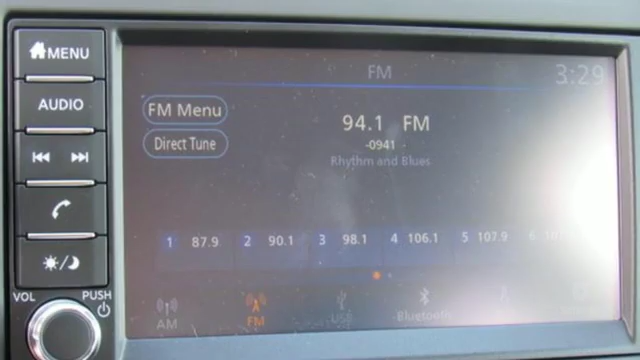 MENU
AUDIO
VOL
PUSH
FM
3:29
FM Menu
Direct Tune
94.1 FM
-0941 -
Rhythm and Blues
1 87.9 2 90.1 3 98.1 4 106.1 5 107.9 6
AM FM USB Bluetooth